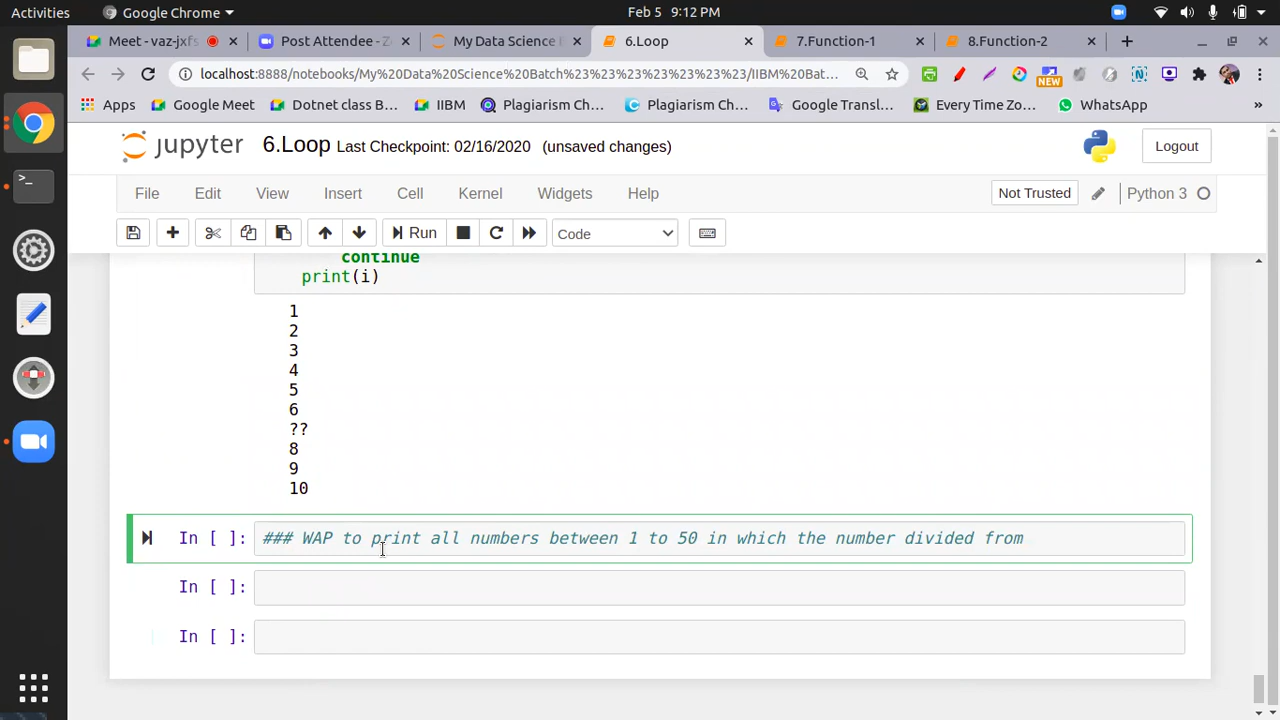 Activities Google Chrome Feb 5 9:12 PM
Meet - vaz-jxfs Post Attendee - Z My Data Science 6.Loop 7.Function-1 8.Function-2
localhost:8888/notebooks/My%20Data%20Science%20Batch%23%23%23%23%23%23/IIBM%20Bat... NEW
Apps Google Meet Dotnet class B... IIBM Plagiarism Ch... Plagiarism Ch... Google Transl... Every Time Zo... WhatsApp »
jupyter 6.Loop Last Checkpoint: 02/16/2020 (unsaved changes) Logout
File Edit View Insert Cell Kernel Widgets Help Not Trusted Python 3
Run Code
continue
print(i)
1
2
3
4
5
6
??
8
9
10
In [ ]: ### WAP to print all numbers between 1 to 50 in which the number divided from
In [ ]:
In [ ]: